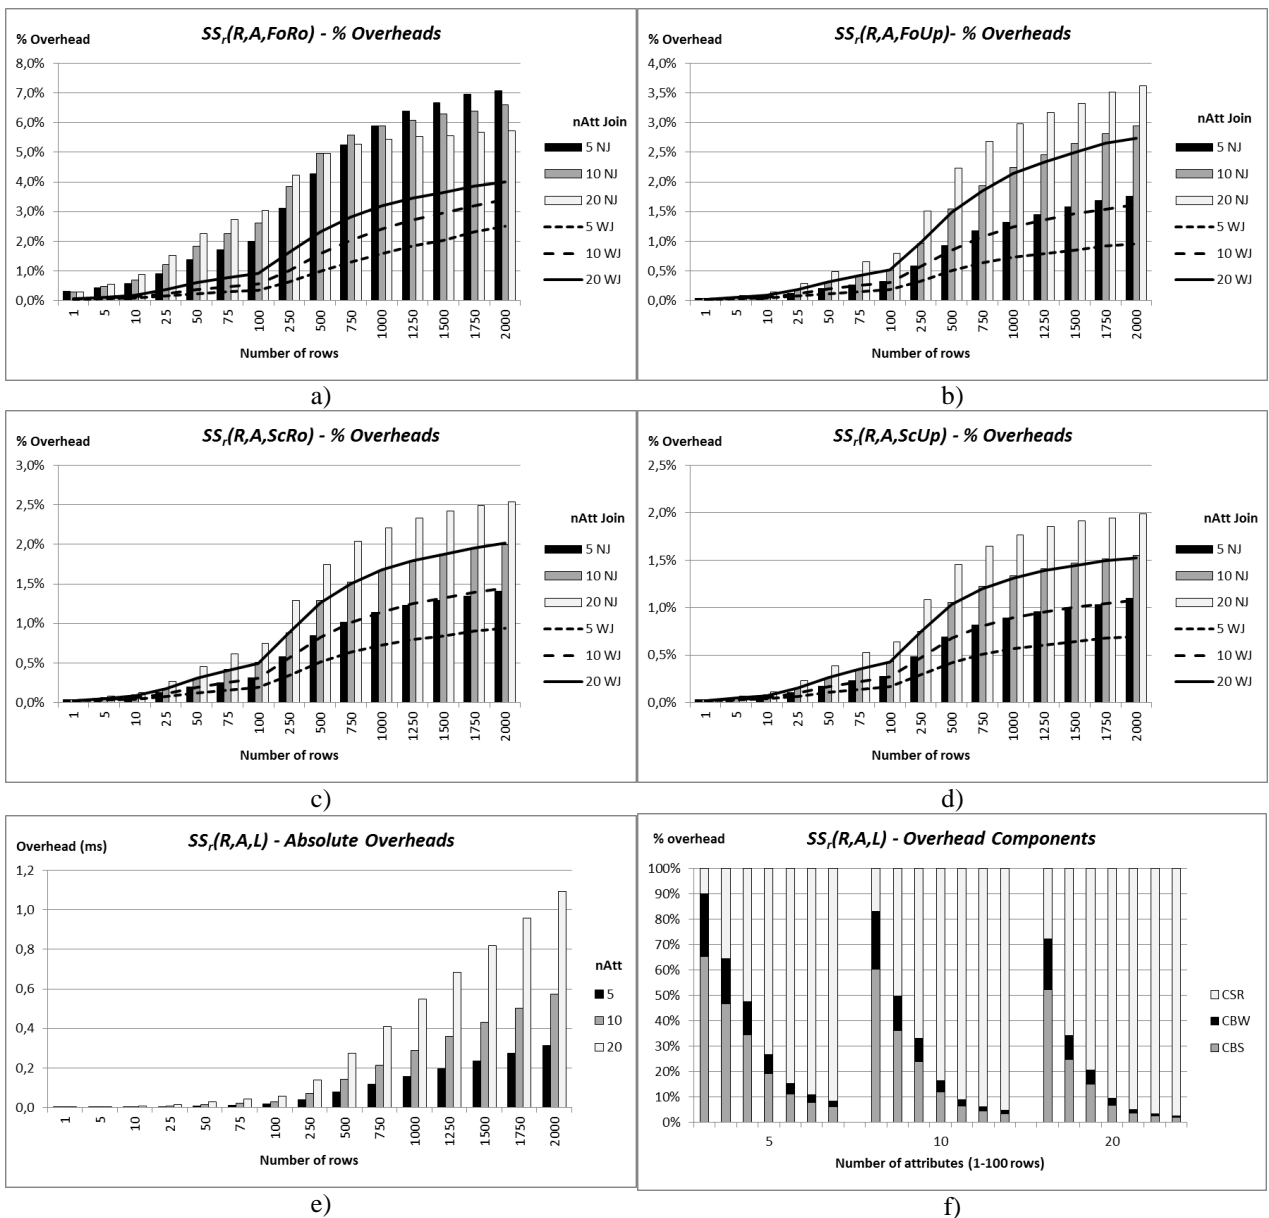 SSr(R,A,FoRo) - % Overheads
% Overhead
8,0%
7,0%
6,0%
5,0%
4,0%
3,0%
2,0%
1,0%
0,0%
1 5 10 25 50 75 100 250 500 750 1000 1250 1500 1750 2000
Number of rows
nAtt Join
5 NJ
10 NJ
20 NJ
5 WJ
10 WJ
20 WJ
a)
SSr(R,A,FoUp)- % Overheads
% Overhead
4,0%
3,5%
3,0%
2,5%
2,0%
1,5%
1,0%
0,5%
0,0%
1 5 10 25 50 75 100 250 500 750 1000 1250 1500 1750 2000
Number of rows
nAtt Join
5 NJ
10 NJ
20 NJ
5 WJ
10 WJ
20 WJ
b)
SSr(R,A,ScRo) - % Overheads
% Overhead
3,0%
2,5%
2,0%
1,5%
1,0%
0,5%
0,0%
1 5 10 25 50 75 100 250 500 750 1000 1250 1500 1750 2000
Number of rows
nAtt Join
5 NJ
10 NJ
20 NJ
5 WJ
10 WJ
20 WJ
c)
SSr(R,A,ScUp) - % Overheads
% Overhead
2,5%
2,0%
1,5%
1,0%
0,5%
0,0%
1 5 10 25 50 75 100 250 500 750 1000 1250 1500 1750 2000
Number of rows
nAtt Join
5 NJ
10 NJ
20 NJ
5 WJ
10 WJ
20 WJ
d)
SSr(R,A,L) - Absolute Overheads
Overhead (ms)
1,2
1,0
0,8
0,6
0,4
0,2
0,0
1 5 10 25 50 75 100 250 500 750 1000 1250 1500 1750 2000
Number of rows
nAtt
5
10
20
e)
SSr(R,A,L) - Overhead Components
% overhead
100%
90%
80%
70%
60%
50%
40%
30%
20%
10%
0%
5 10 20
Number of attributes (1-100 rows)
CSR
CBW
CBS
f)